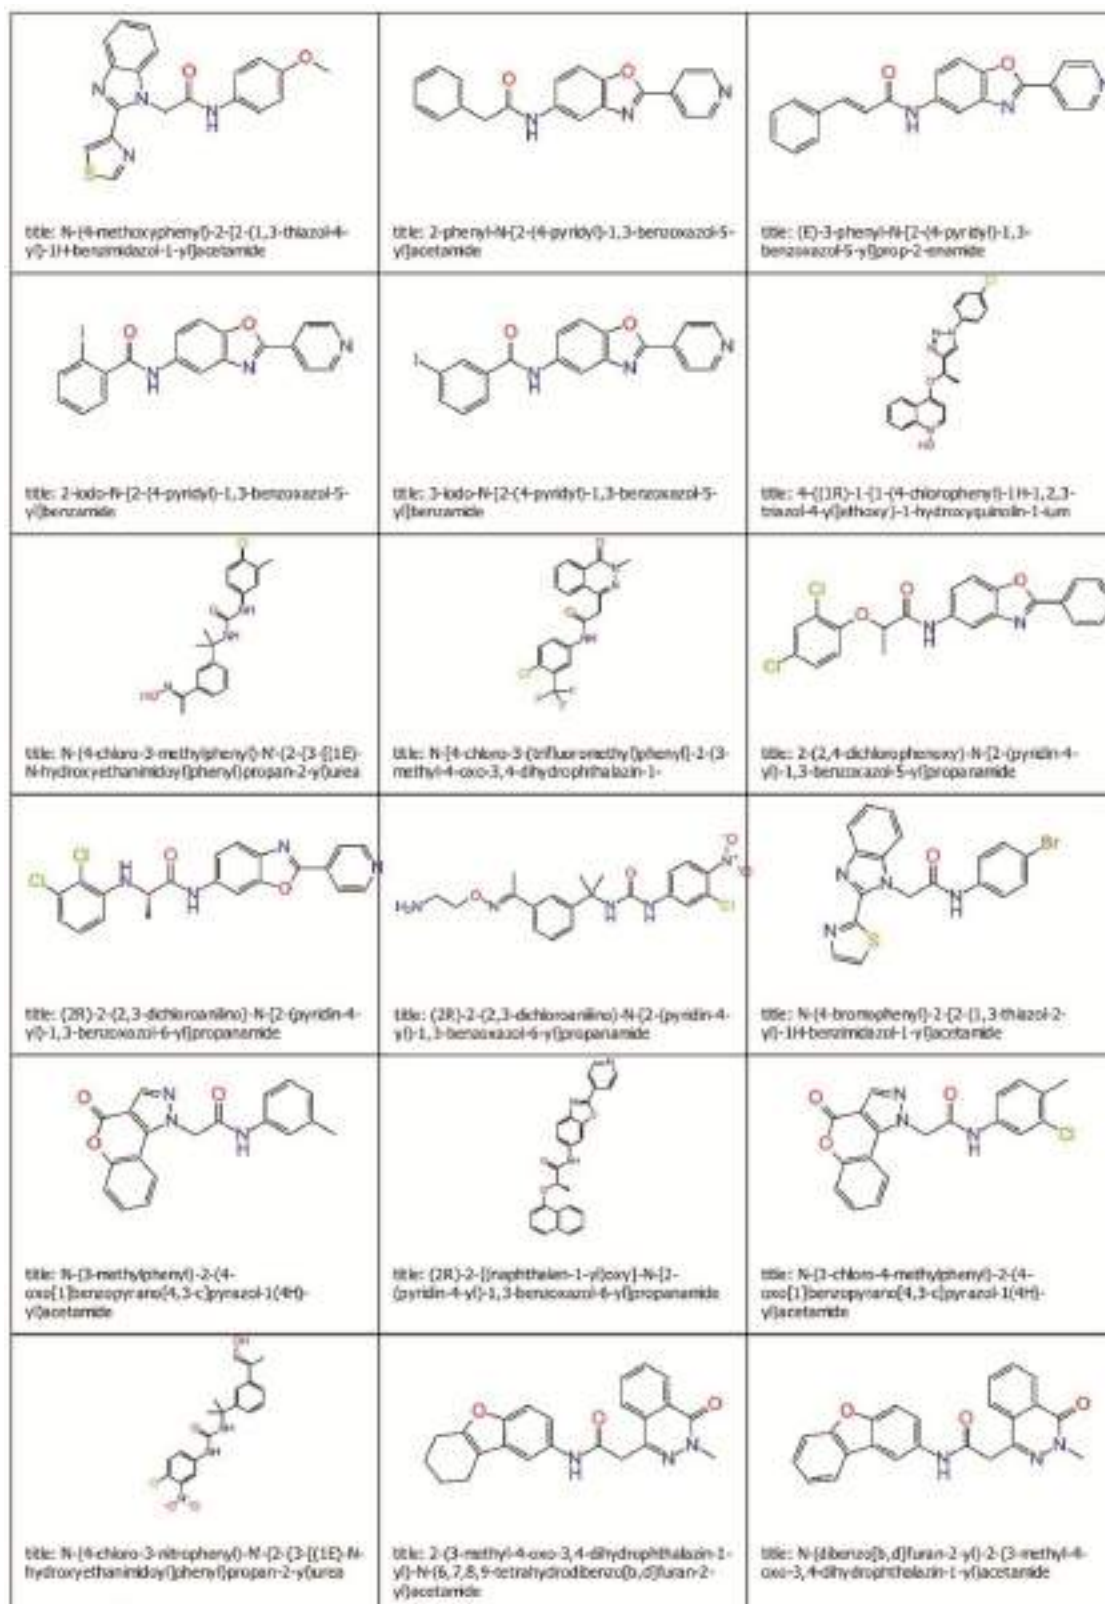 title: N-(4-methoxyphenyl)-2-[2-(1,3-thiazol-4-
yl)-1H-benzimidazol-1-yl]acetamide
title: 2-phenyl-N-[2-(4-pyridyl)-1,3-benzoxazol-5-
yl]acetamide
title: (E)-3-phenyl-N-[2-(4-pyridyl)-1,3-
benzoxazol-5-yl]prop-2-enamide
title: 2-iodo-N-[2-(4-pyridyl)-1,3-benzoxazol-5-
yl]benzamide
title: 3-iodo-N-[2-(4-pyridyl)-1,3-benzoxazol-5-
yl]benzamide
title: 4-{(1R)-1-[1-(4-chlorophenyl)-1H-1,2,3-
triazol-4-yl]ethoxy}-1-hydroxyquinolin-1-ium
title: N-(4-chloro-3-methylphenyl)-N'-(2-{3-[(1E)-
N-hydroxyethanimidoyl]phenyl}propan-2-yl)urea
title: N-[4-chloro-3-(trifluoromethyl)phenyl]-2-(3-
methyl-4-oxo-3,4-dihydrophthalazin-1-
title: 2-(2,4-dichlorophenoxy)-N-[2-(pyridin-4-
yl)-1,3-benzoxazol-5-yl]propanamide
title: (2R)-2-(2,3-dichloroanilino)-N-[2-(pyridin-4-
yl)-1,3-benzoxazol-6-yl]propanamide
title: (2R)-2-(2,3-dichloroanilino)-N-[2-(pyridin-4-
yl)-1,3-benzoxazol-6-yl]propanamide
title: N-(4-bromophenyl)-2-[2-(1,3-thiazol-2-
yl)-1H-benzimidazol-1-yl]acetamide
title: N-(3-methylphenyl)-2-(4-
oxo[1]benzopyrano[4,3-c]pyrazol-1(4H)-
yl)acetamide
title: (2R)-2-[(naphthalen-1-yl)oxy]-N-[2-
(pyridin-4-yl)-1,3-benzoxazol-6-yl]propanamide
title: N-(3-chloro-4-methylphenyl)-2-(4-
oxo[1]benzopyrano[4,3-c]pyrazol-1(4H)-
yl)acetamide
title: N-(4-chloro-3-nitrophenyl)-N'-(2-{3-[(1E)-N-
hydroxyethanimidoyl]phenyl}propan-2-yl)urea
title: 2-(3-methyl-4-oxo-3,4-dihydrophthalazin-1-
yl)-N-(6,7,8,9-tetrahydrodibenzo[b,d]furan-2-
yl)acetamide
title: N-(dibenzo[b,d]furan-2-yl)-2-(3-methyl-4-
oxo-3,4-dihydrophthalazin-1-yl)acetamide